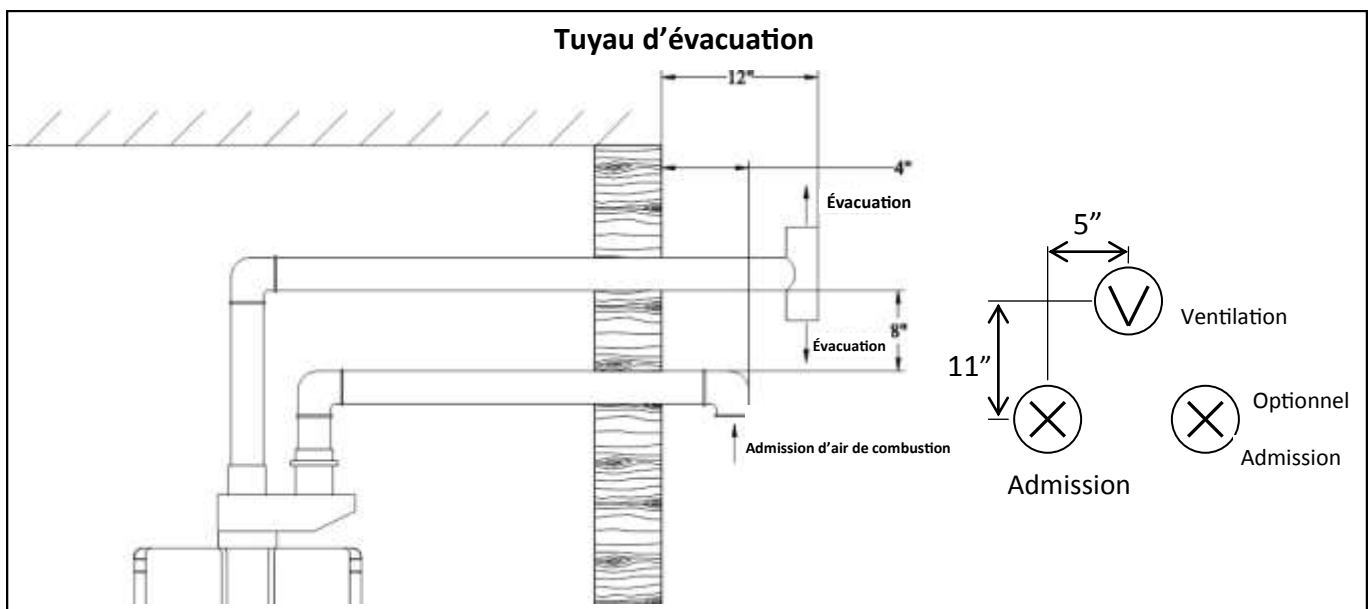 Tuyau d’évacuation
12"
4"
Évacuation
5”
Ventilation
8"
Évacuation
11”
Optionnel
Admission d’air de combustion
Admission
Admission